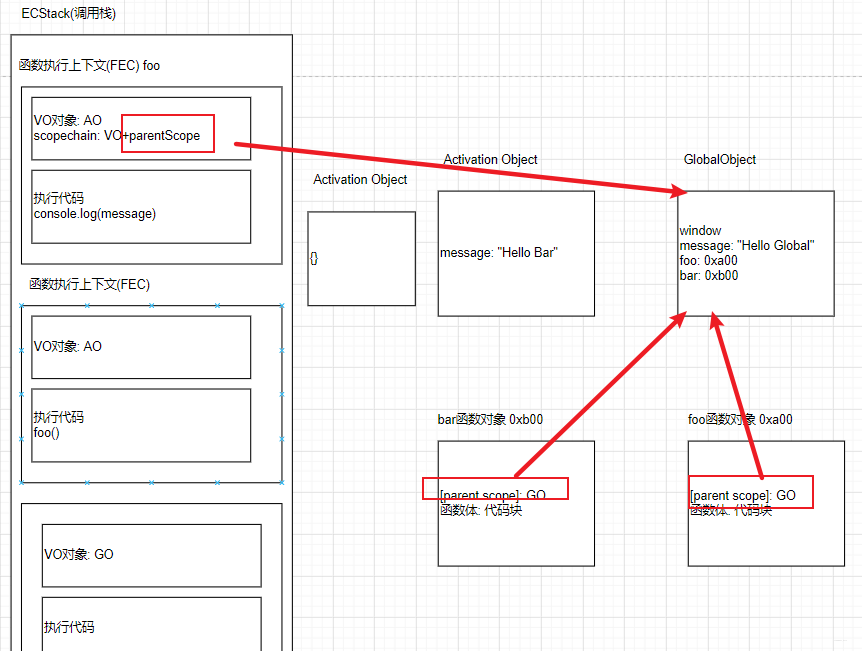 ECStack(调用栈)
函数执行上下文(FEC) foo
VO对象: AO
scopechain: VO+parentScope
执行代码
console.log(message)
函数执行上下文(FEC)
VO对象: AO
执行代码
foo()
VO对象: GO
执行代码
Activation Object
{}
Activation Object
message: "Hello Bar"
GlobalObject
window
message: "Hello Global"
foo: 0xa00
bar: 0xb00
bar函数对象 0xb00
[parent scope]: GO
函数体: 代码块
foo函数对象 0xa00
[parent scope]: GO
函数体: 代码块